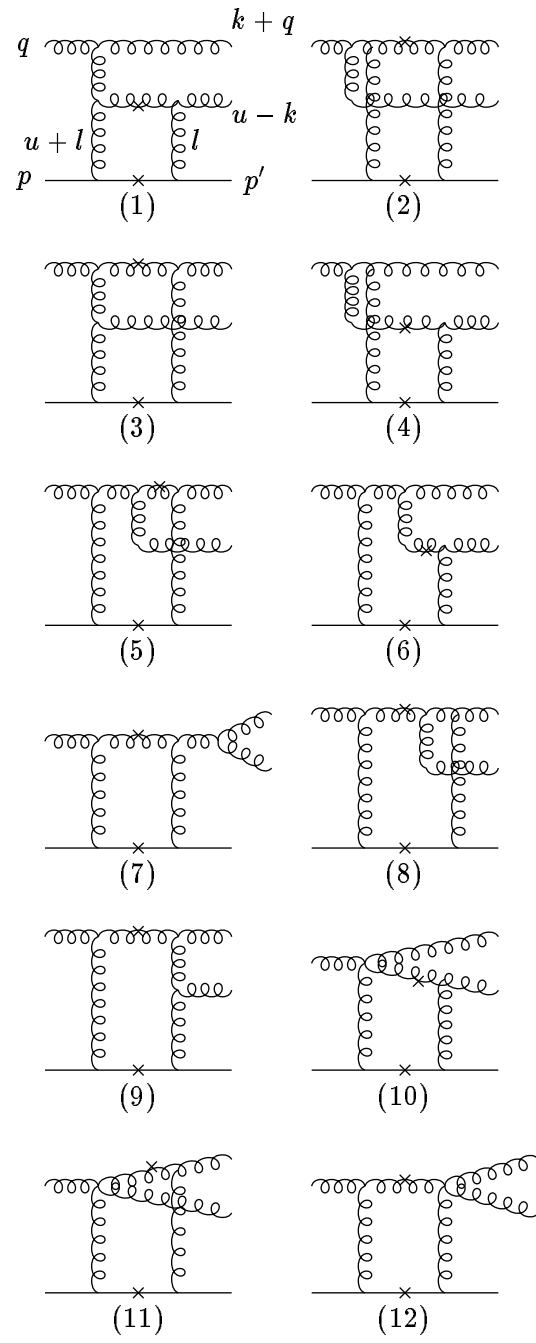 q
k + q
u − k
u + l
l
p
p′
(1)
(2)
(3)
(4)
(5)
(6)
(7)
(8)
(9)
(10)
(11)
(12)